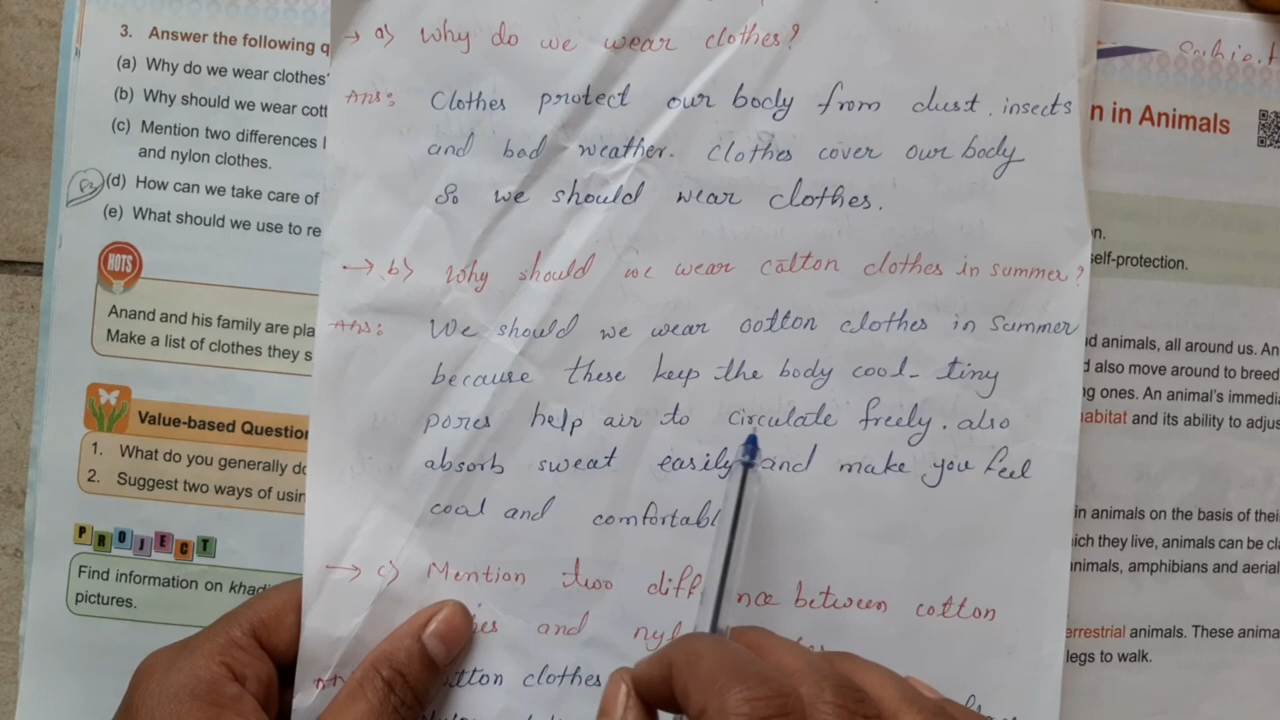 3. Answer the following q
(a) Why do we wear clothes
(b) Why should we wear cott
(c) Mention two differences
and nylon clothes.
(d) How can we take care of
(e) What should we use to re
HOTS
Anand and his family are pla
Make a list of clothes they s
Value-based Question
1. What do you generally do
2. Suggest two ways of usin
PROJECT
Find information on khadi
pictures.
→ a) Why do we wear clothes?
Ans: Clothes protect our body from dust, insects
and bad weather. Clothes cover our body
So we should wear clothes.
→ b) Why should we wear cotton clothes in summer?
Ans: We should we wear cotton clothes in Summer
because these keep the body cool. tiny
pores help air to circulate freely. also
absorb sweat easily and make you feel
cool and comfortabl
→ c) Mention two diff nce between cotton
hes and nyl
Ans tton clothes
n in Animals
n.
self-protection.
d animals, all around us. An
d also move around to breed
ng ones. An animal's immedi
abitat and its ability to adjus
in animals on the basis of thei
ich they live, animals can be cl
nimals, amphibians and aerial
errestrial animals. These anima
legs to walk.